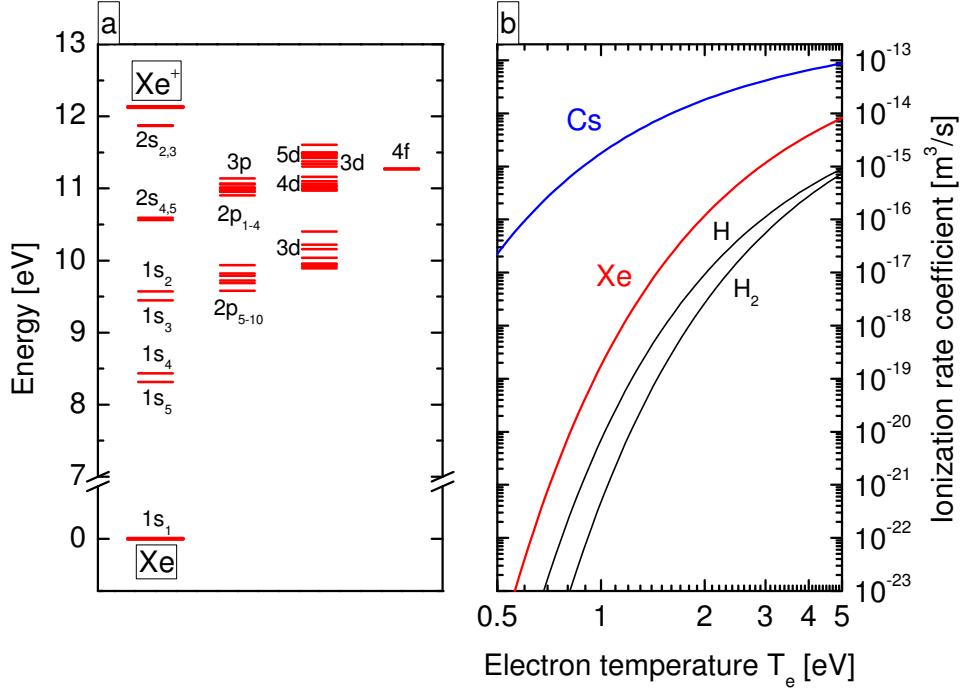 a
Energy [eV]
13
12
11
10
9
8
7
0
Xe⁺
2s₂,₃
2s₄,₅
1s₂
1s₃
1s₄
1s₅
1s₁
Xe
3p
2p₁₋₄
2p₅₋₁₀
5d
3d
4d
3d
4f
b
Cs
Xe
H
H₂
10⁻¹³
10⁻¹⁴
10⁻¹⁵
10⁻¹⁶
10⁻¹⁷
10⁻¹⁸
10⁻¹⁹
10⁻²⁰
10⁻²¹
10⁻²²
10⁻²³
Ionization rate coefficient [m³/s]
0.5 1 2 3 4 5
Electron temperature Tₑ [eV]